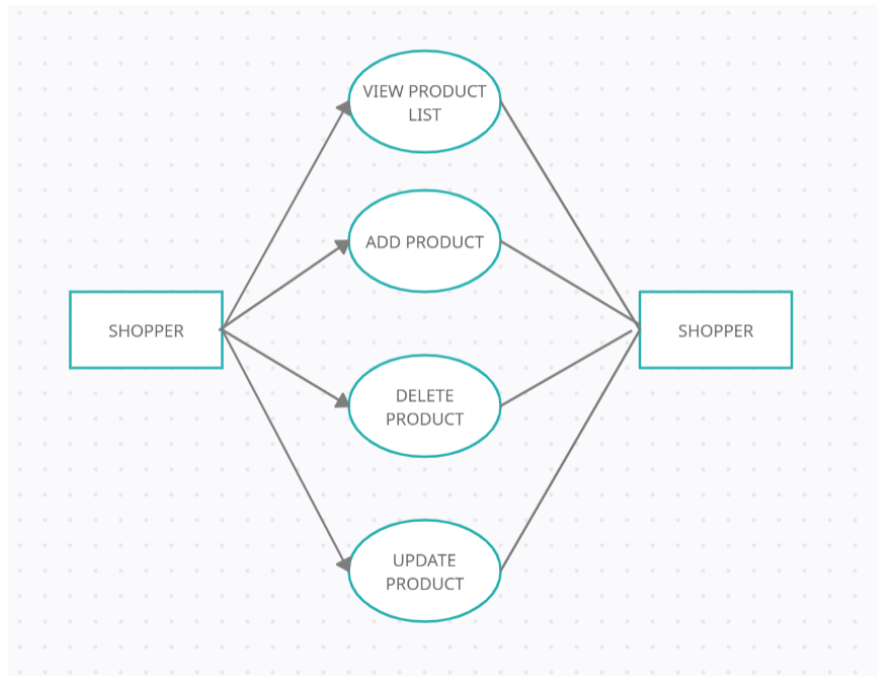 VIEW PRODUCT
LIST
ADD PRODUCT
SHOPPER
SHOPPER
DELETE
PRODUCT
UPDATE
PRODUCT